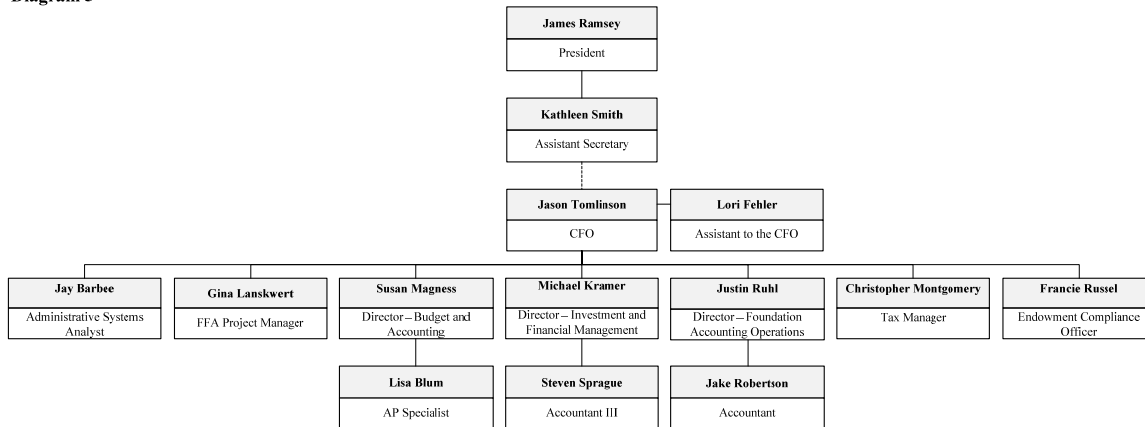 James Ramsey
President
Kathleen Smith
Assistant Secretary
Jason Tomlinson
CFO
Lori Fehler
Assistant to the CFO
Jay Barbee
Administrative Systems
Analyst
Gina Lanskwert
FFA Project Manager
Susan Magness
Director – Budget and
Accounting
Michael Kramer
Director – Investment and
Financial Management
Justin Ruhl
Director – Foundation
Accounting Operations
Christopher Montgomery
Tax Manager
Francie Russel
Endowment Compliance
Officer
Lisa Blum
AP Specialist
Steven Sprague
Accountant III
Jake Robertson
Accountant